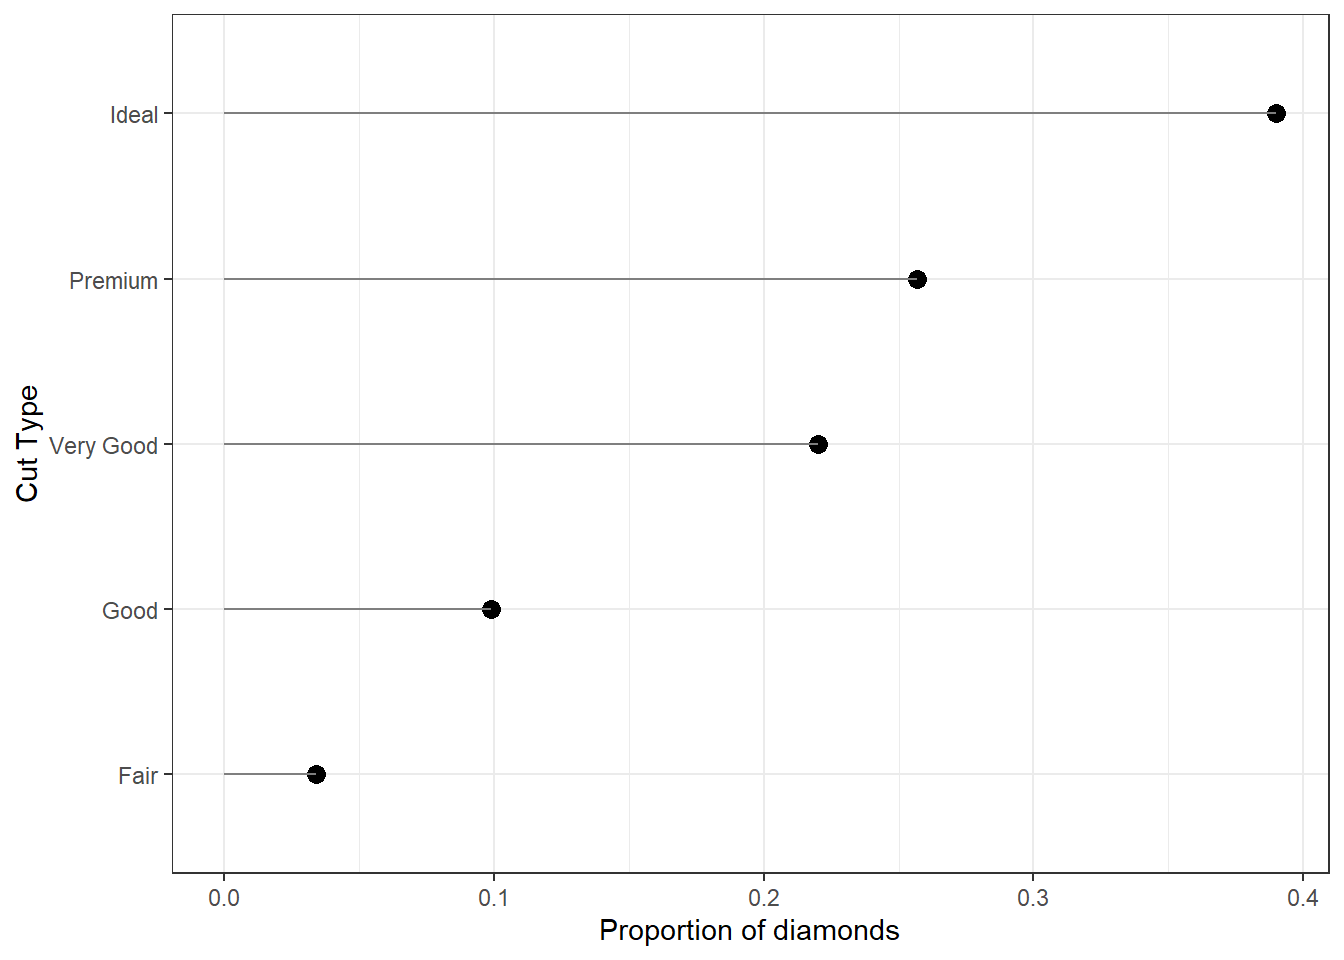 Ideal
Premium
Very Good
Good
Fair
Cut Type
0.0 0.1 0.2 0.3 0.4
Proportion of diamonds